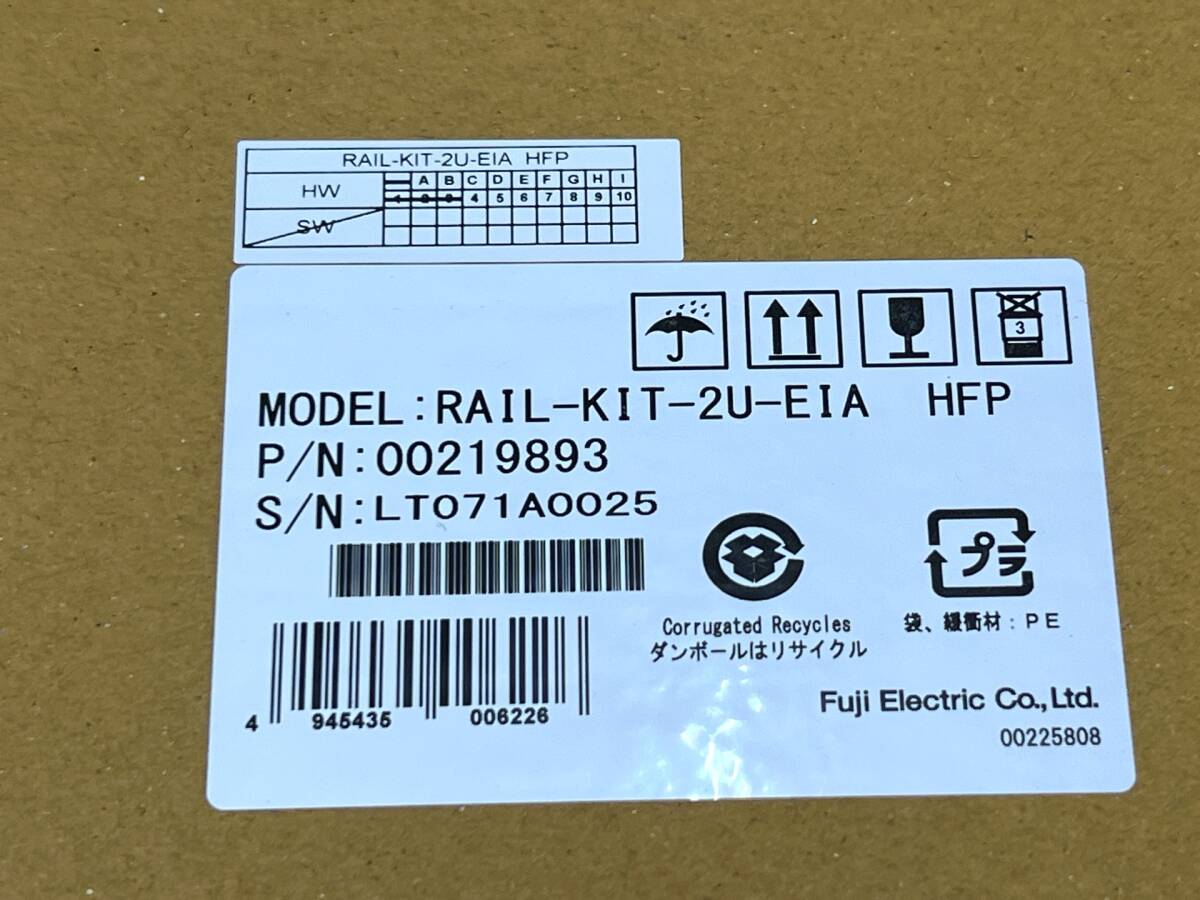 RAIL-KIT-2U-EIA HFP
HW
A B C D E F G H I
1 2 3 4 5 6 7 8 9 10
SW
3
MODEL:RAIL-KIT-2U-EIA HFP
P/N:00219893
S/N:LT071A0025
プラ
Corrugated Recycles
ダンボールはリサイクル
袋、緩衝材:PE
4 945435 006226
Fuji Electric Co.,Ltd.
00225808